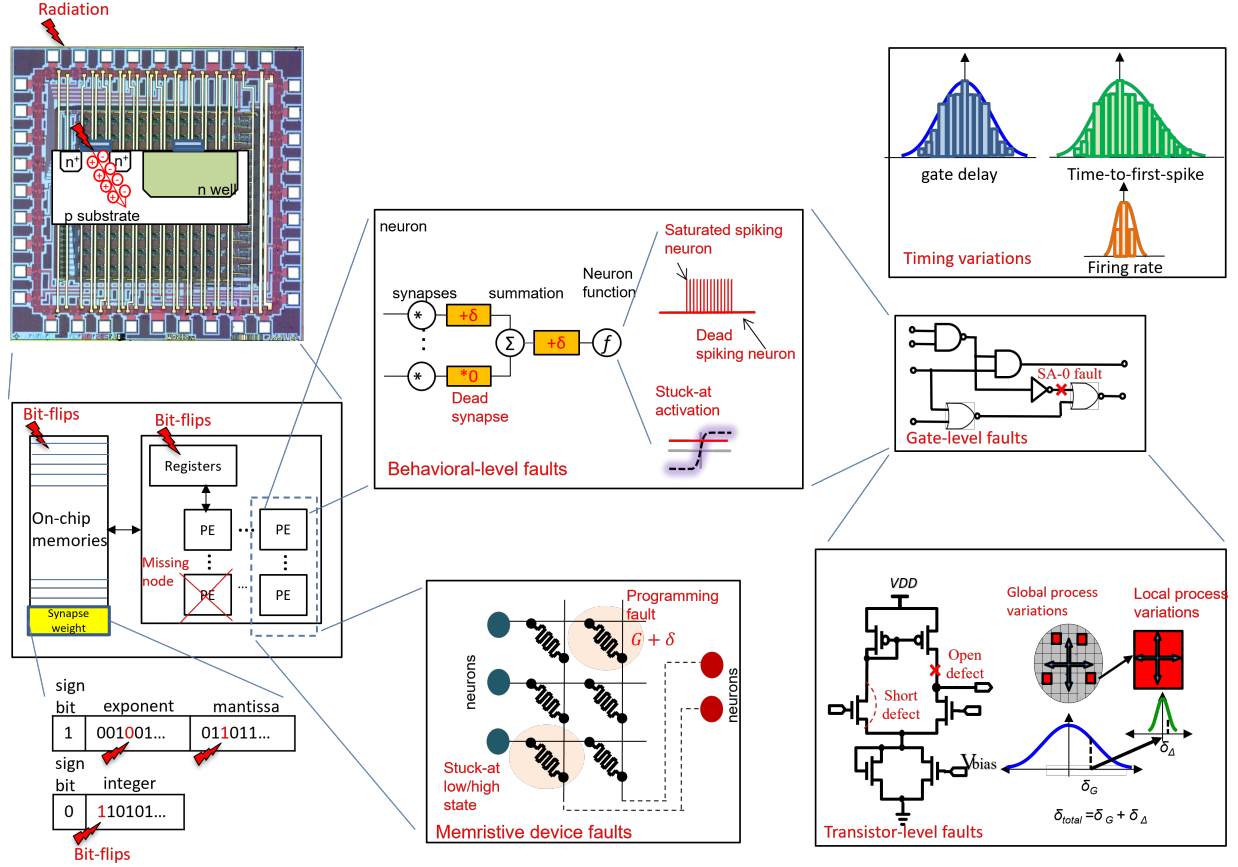 Radiation
n+
n+
n well
p substrate
neuron
synapses
summation
Neuron
function
*
+δ
Σ
+δ
f
*
*0
Dead
synapse
Saturated spiking
neuron
Dead
spiking neuron
Stuck-at
activation
Behavioral-level faults
gate delay
Time-to-first-spike
Firing rate
Timing variations
SA-0 fault
Gate-level faults
Bit-flips
Bit-flips
Registers
On-chip
memories
PE
PE
Missing
node
PE
PE
Synapse
weight
sign
bit
exponent
mantissa
1
001001...
011011...
sign
bit
integer
0
110101...
Bit-flips
Programming
fault
G + δ
neurons
neurons
Stuck-at
low/high
state
Memristive device faults
VDD
Open
defect
Short
defect
Vbias
Transistor-level faults
Global process
variations
Local process
variations
δΔ
δG
δtotal =δG + δΔ